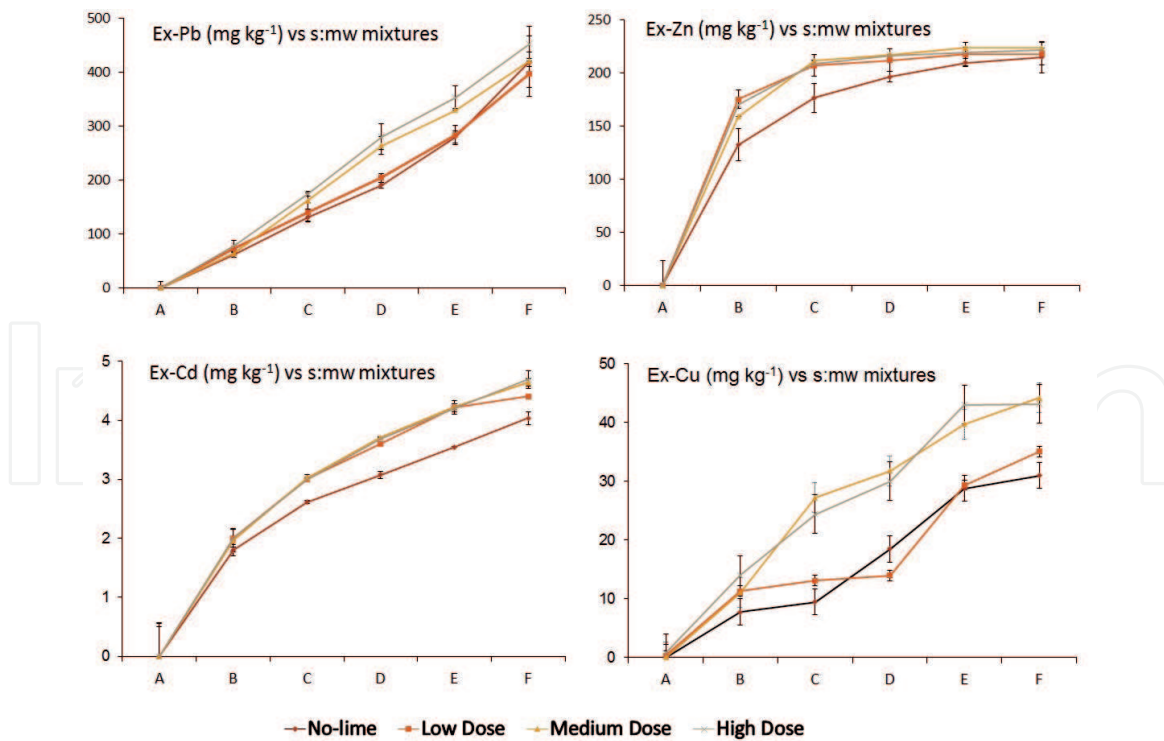 Ex-Pb (mg kg⁻¹) vs s:mw mixtures
500
400
300
200
100
0
A B C D E F
Ex-Zn (mg kg⁻¹) vs s:mw mixtures
250
200
150
100
50
0
A B C D E F
Ex-Cd (mg kg⁻¹) vs s:mw mixtures
5
4
3
2
1
0
A B C D E F
Ex-Cu (mg kg⁻¹) vs s:mw mixtures
50
40
30
20
10
0
A B C D E F
No-lime Low Dose Medium Dose High Dose